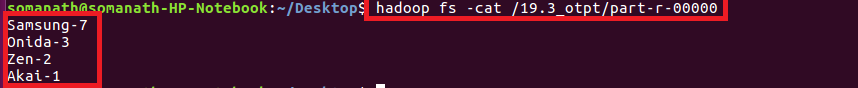 somanath@somanath-HP-Notebook:~/Desktop$ hadoop fs -cat /19.3_otpt/part-r-00000
Samsung-7
Onida-3
Zen-2
Akai-1